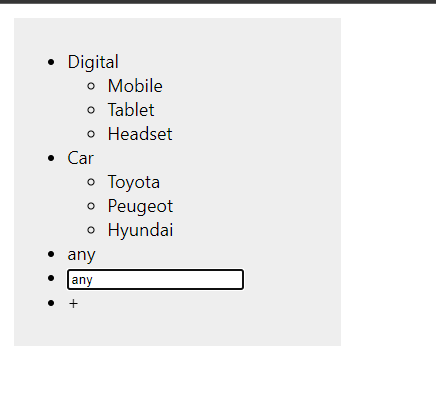 Digital
Mobile
Tablet
Headset
Car
Toyota
Peugeot
Hyundai
any
any
+